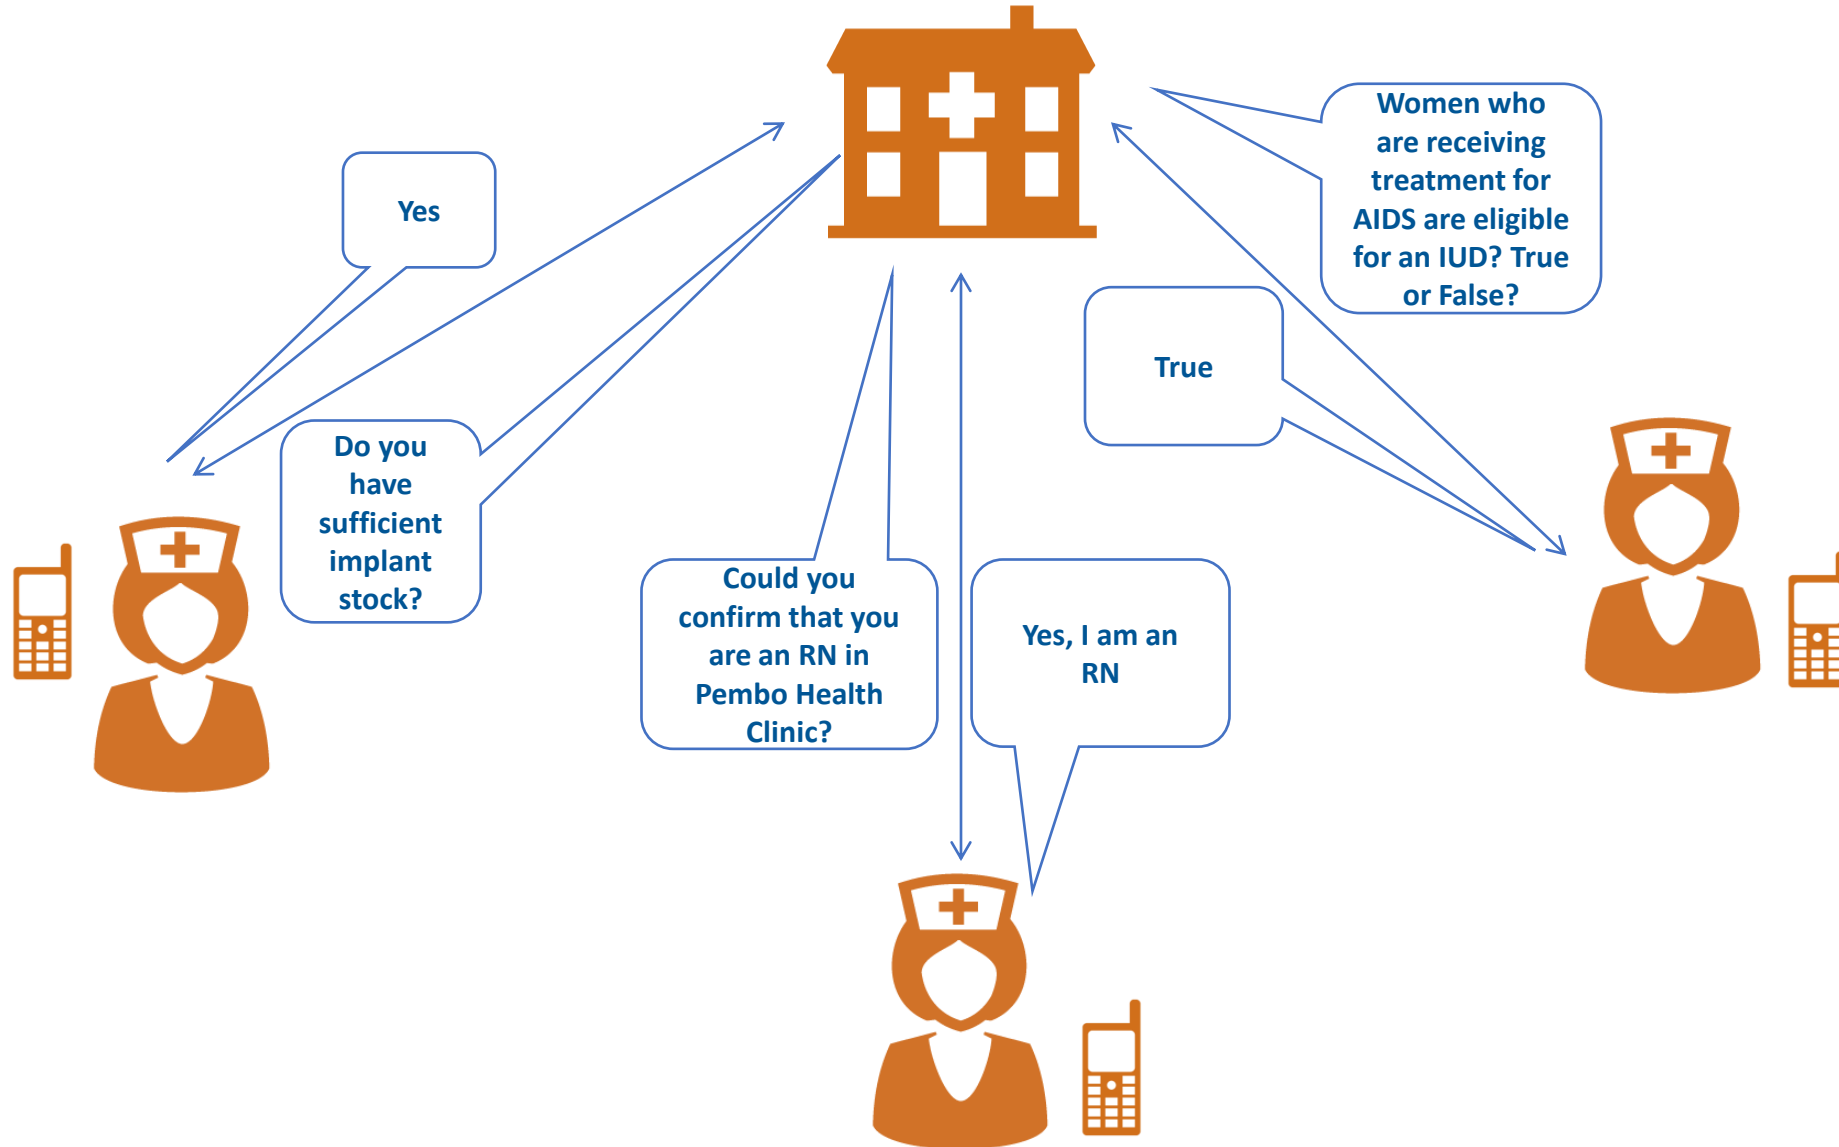 Yes
Do you
have
sufficient
implant
stock?
Could you
confirm that you
are an RN in
Pembo Health
Clinic?
Yes, I am an
RN
Women who
are receiving
treatment for
AIDS are eligible
for an IUD? True
or False?
True